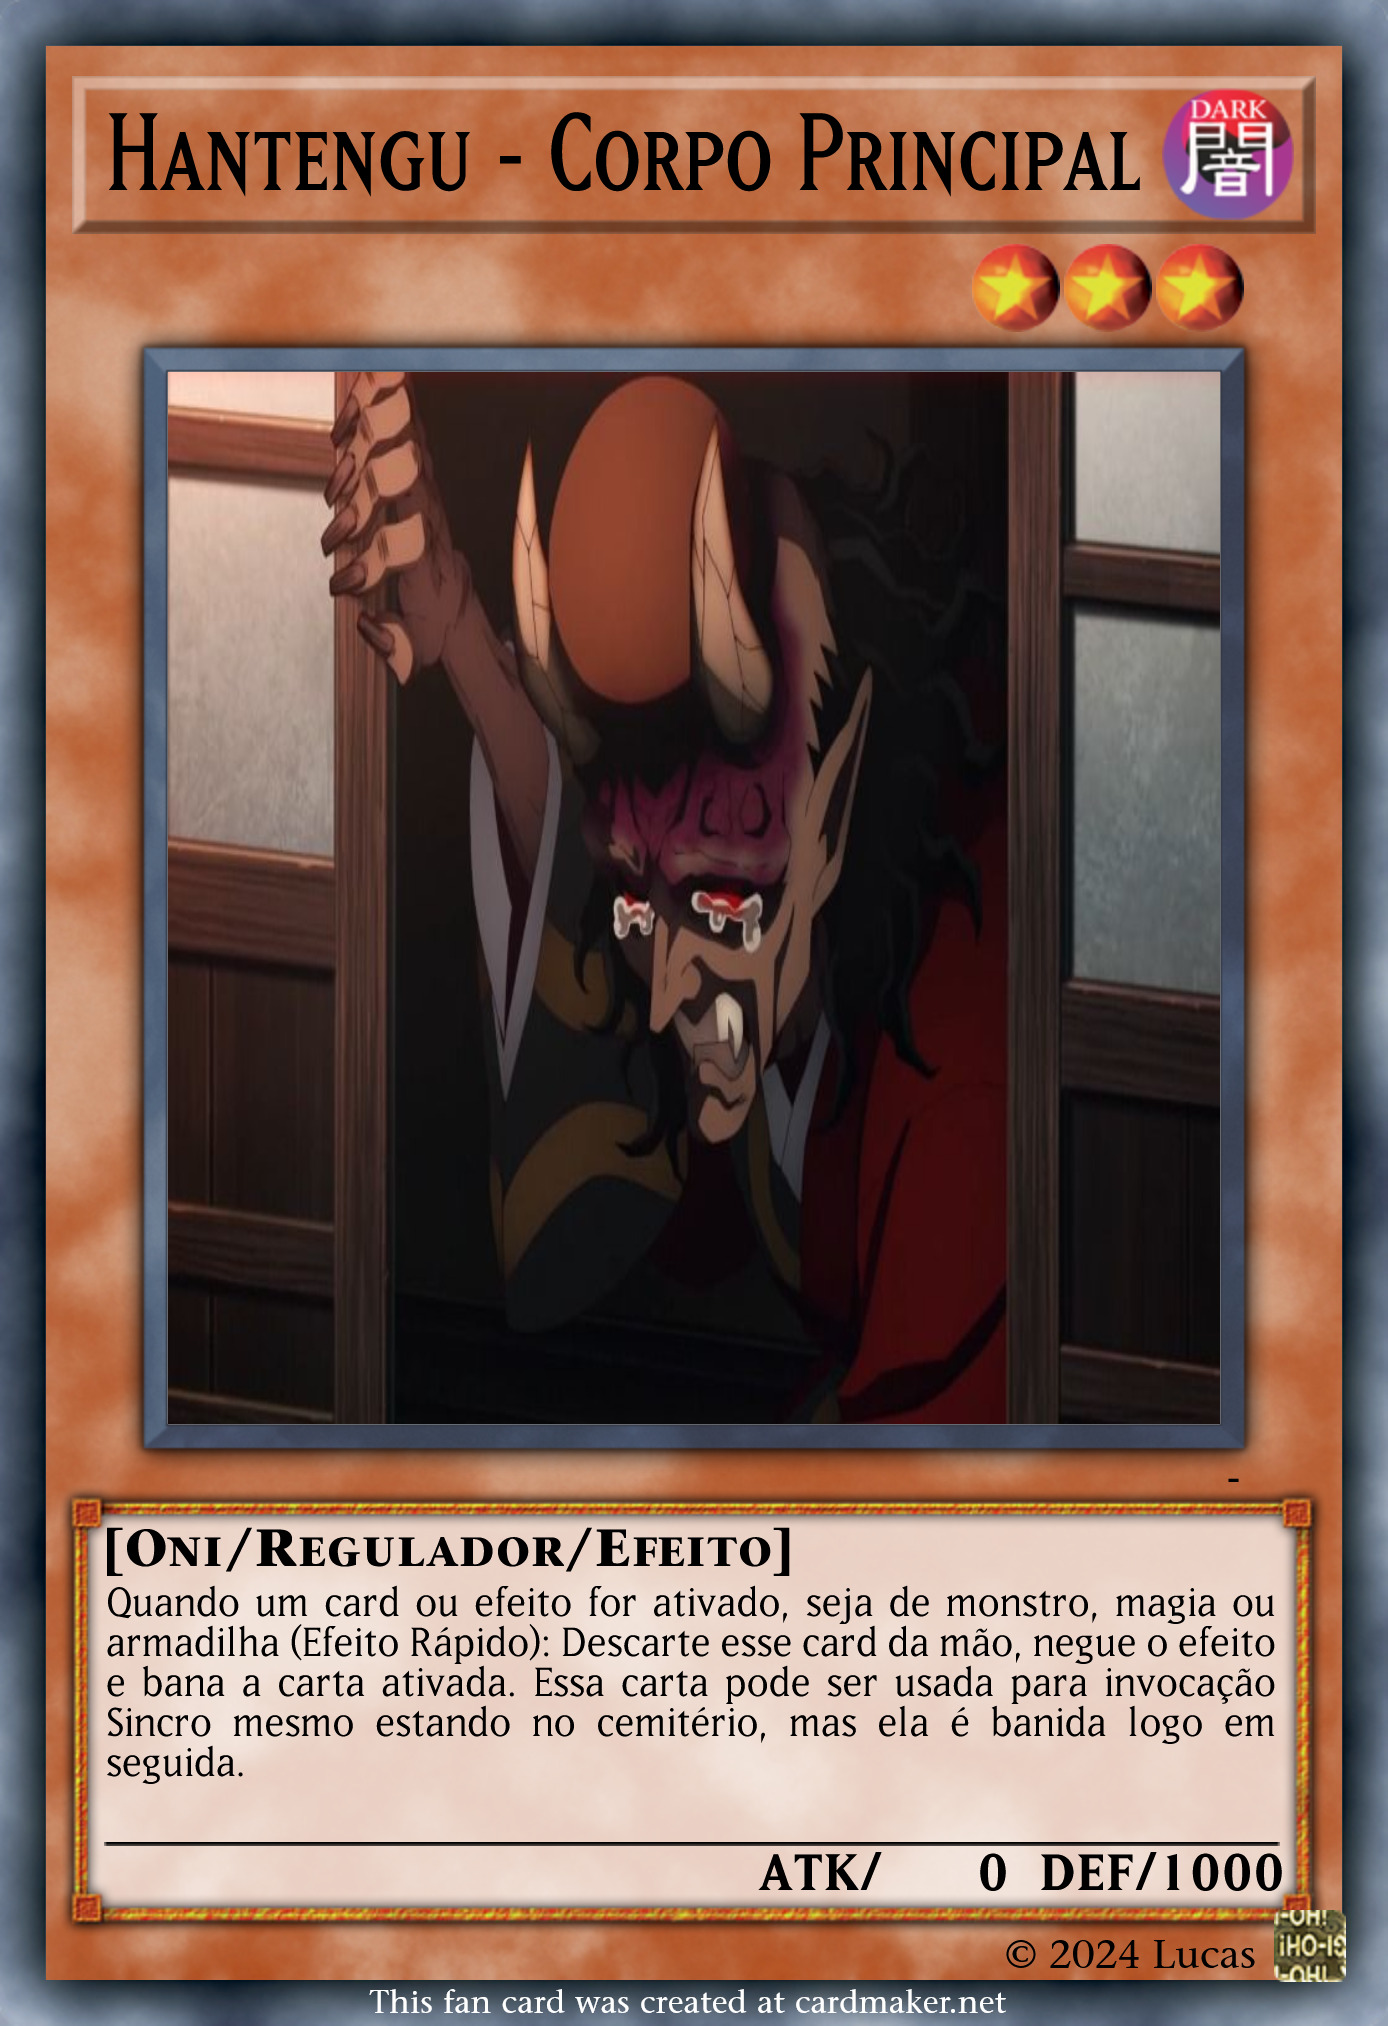 Hantengu - Corpo Principal
DARK
闇
-
[Oni/Regulador/Efeito]
Quando um card ou efeito for ativado, seja de monstro, magia ou
armadilha (Efeito Rápido): Descarte esse card da mão, negue o efeito
e bana a carta ativada. Essa carta pode ser usada para invocação
Sincro mesmo estando no cemitério, mas ela é banida logo em
seguida.
ATK/ 0 DEF/1000
© 2024 Lucas
This fan card was created at cardmaker.net